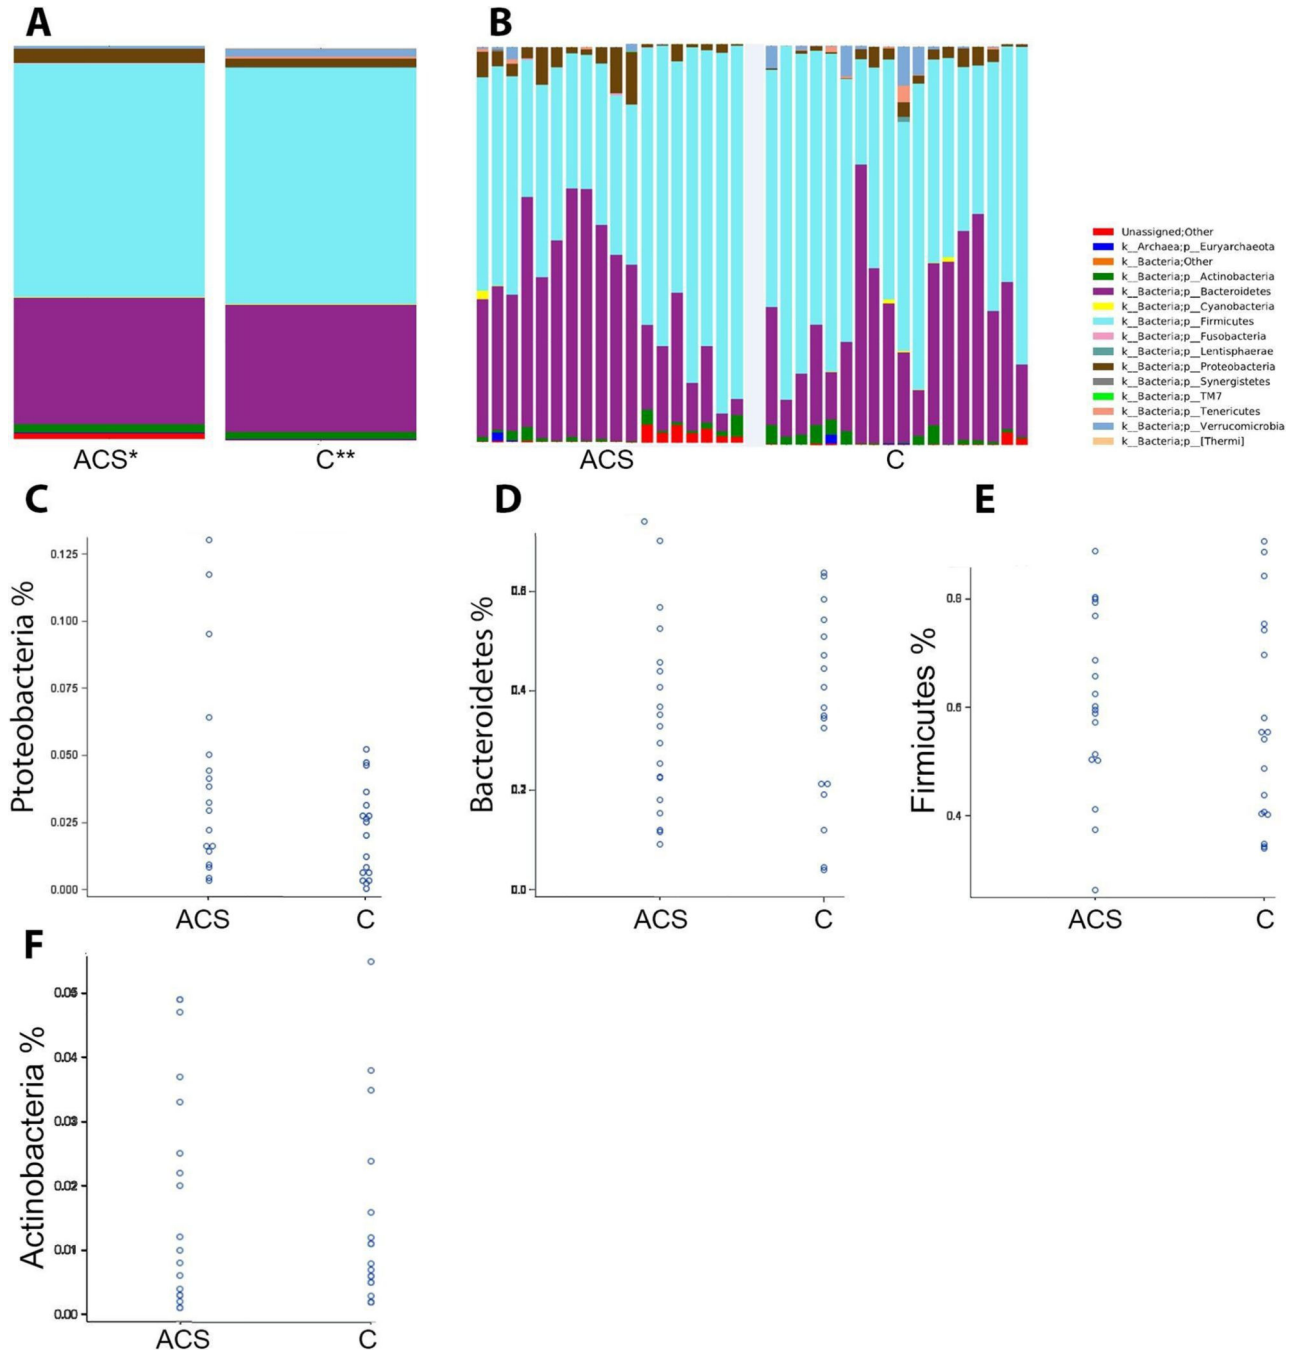 A
B
ACS*
C**
ACS
C
Unassigned;Other
k__Archaea;p__Euryarchaeota
k__Bacteria;Other
k__Bacteria;p__Actinobacteria
k__Bacteria;p__Bacteroidetes
k__Bacteria;p__Cyanobacteria
k__Bacteria;p__Firmicutes
k__Bacteria;p__Fusobacteria
k__Bacteria;p__Lentisphaerae
k__Bacteria;p__Proteobacteria
k__Bacteria;p__Synergistetes
k__Bacteria;p__TM7
k__Bacteria;p__Tenericutes
k__Bacteria;p__Verrucomicrobia
k__Bacteria;p__[Thermi]
C
Ptoteobacteria %
0.125
0.100
0.075
0.050
0.025
0.000
ACS
C
D
Bacteroidetes %
0.6
0.4
0.2
0.0
ACS
C
E
Firmicutes %
0.8
0.6
0.4
ACS
C
F
Actinobacteria %
0.05
0.04
0.03
0.02
0.01
0.00
ACS
C